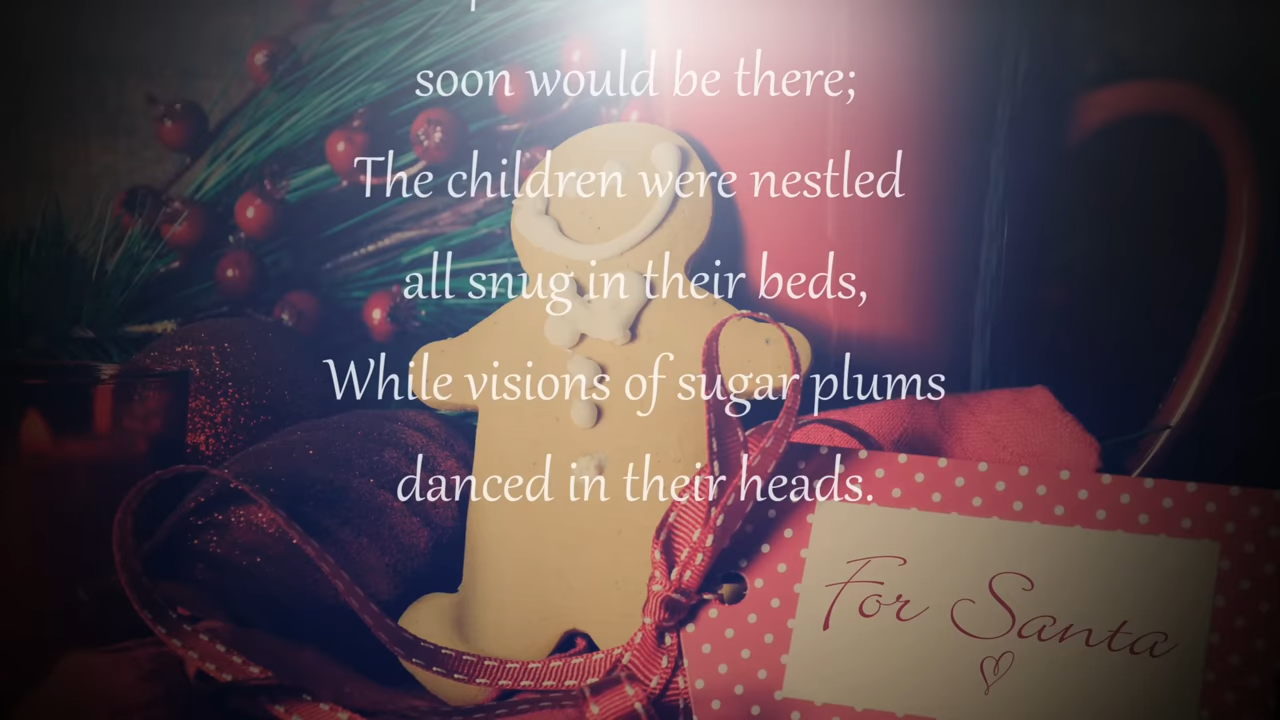 soon would be there;
The children were nestled
all snug in their beds,
While visions of sugar plums
danced in their heads.
For Santa